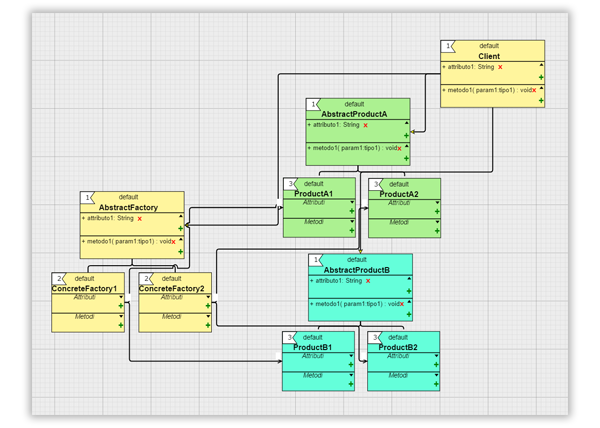 1
default
Client
+ attributo1: String x
+
+ metodo1( param1:tipo1) : void x
+
1
default
AbstractProductA
+ attributo1: String x
+
+ metodo1( param1:tipo1) : void x
+
3
default
ProductA1
Attributi
+
Metodi
+
3
default
ProductA2
Attributi
+
Metodi
+
1
default
AbstractFactory
+ attributo1: String x
+
+ metodo1( param1:tipo1) : void x
+
2
default
ConcreteFactory1
Attributi
+
Metodi
+
2
default
ConcreteFactory2
Attributi
+
Metodi
+
1
default
AbstractProductB
+ attributo1: String x
+
+ metodo1( param1:tipo1) : void x
+
3
default
ProductB1
Attributi
+
Metodi
+
3
default
ProductB2
Attributi
+
Metodi
+